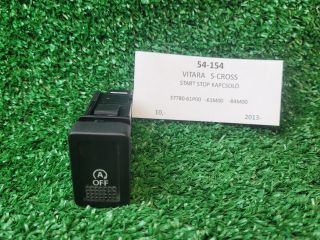 54-154
VITARA S-CROSS
START STOP KAPCSOLÓ
37780-61P00 -61M00 -64M00
10,- 2013-
A
OFF